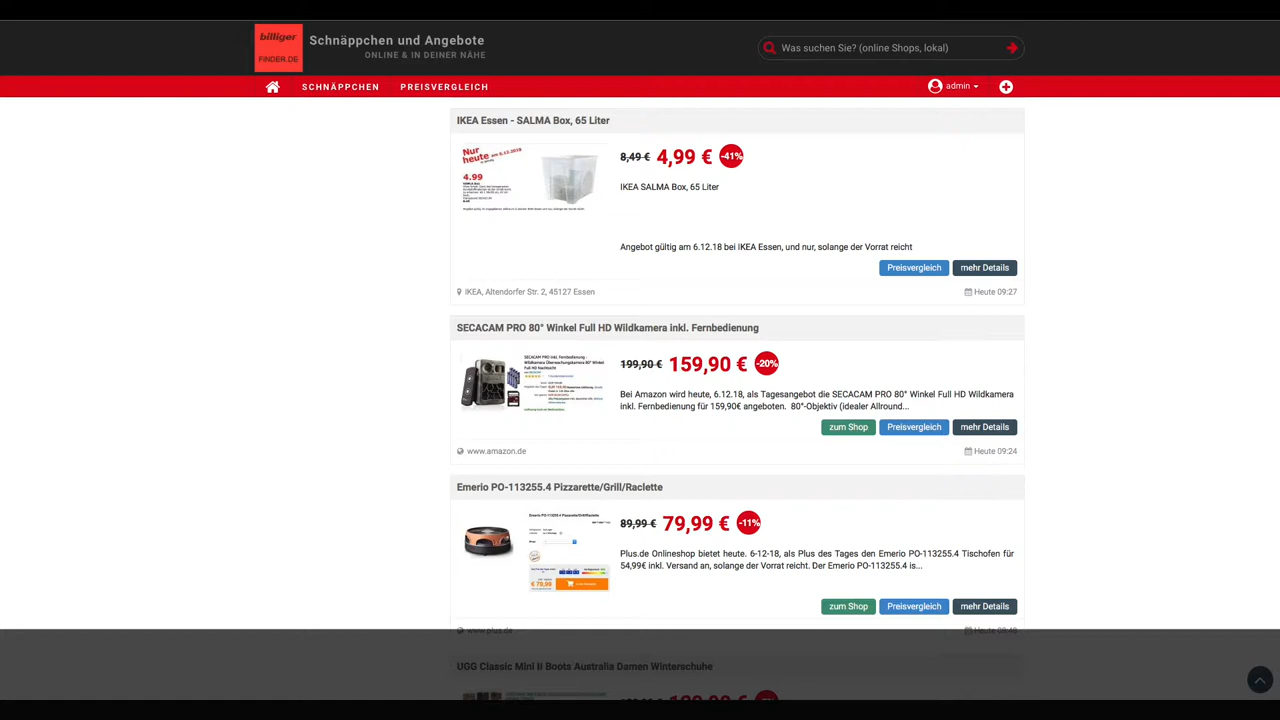 billiger
FINDER.DE
Schnäppchen und Angebote
ONLINE & IN DEINER NÄHE
Was suchen Sie? (online Shops, lokal)
SCHNÄPPCHEN
PREISVERGLEICH
admin
IKEA Essen - SALMA Box, 65 Liter
Nur
heute am 6.12.2018
4.99
8,49 € 4,99 € -41%
IKEA SALMA Box, 65 Liter
Angebot gültig am 6.12.18 bei IKEA Essen, und nur, solange der Vorrat reicht
Preisvergleich
mehr Details
IKEA, Altendorfer Str. 2, 45127 Essen
Heute 09:27
SECACAM PRO 80° Winkel Full HD Wildkamera inkl. Fernbedienung
199,90 € 159,90 € -20%
Bei Amazon wird heute, 6.12.18, als Tagesangebot die SECACAM PRO 80° Winkel Full HD Wildkamera
inkl. Fernbedienung für 159,90€ angeboten. 80°-Objektiv (idealer Allround...
zum Shop
Preisvergleich
mehr Details
www.amazon.de
Heute 09:24
Emerio PO-113255.4 Pizzarette/Grill/Raclette
€ 79,99
89,99 € 79,99 € -11%
Plus.de Onlineshop bietet heute. 6-12-18, als Plus des Tages den Emerio PO-113255.4 Tischofen für
54,99€ inkl. Versand an, solange der Vorrat reicht. Der Emerio PO-113255.4 is...
zum Shop
Preisvergleich
mehr Details
www.plus.de
Heute 08:48
UGG Classic Mini II Boots Australia Damen Winterschuhe